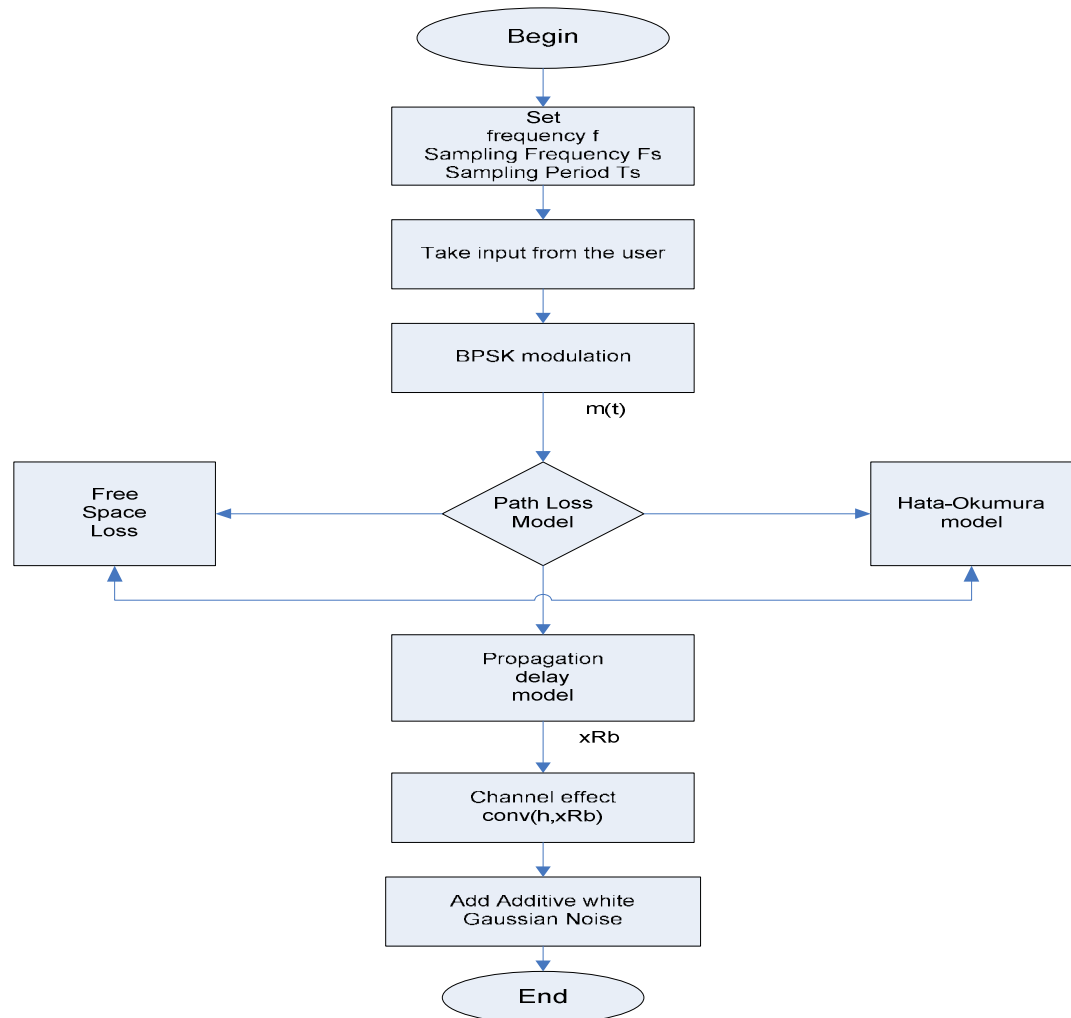 Begin
Set
frequency f
Sampling Frequency Fs
Sampling Period Ts
Take input from the user
BPSK modulation
m(t)
Free
Space
Loss
Path Loss
Model
Hata-Okumura
model
Propagation
delay
model
xRb
Channel effect
conv(h,xRb)
Add Additive white
Gaussian Noise
End